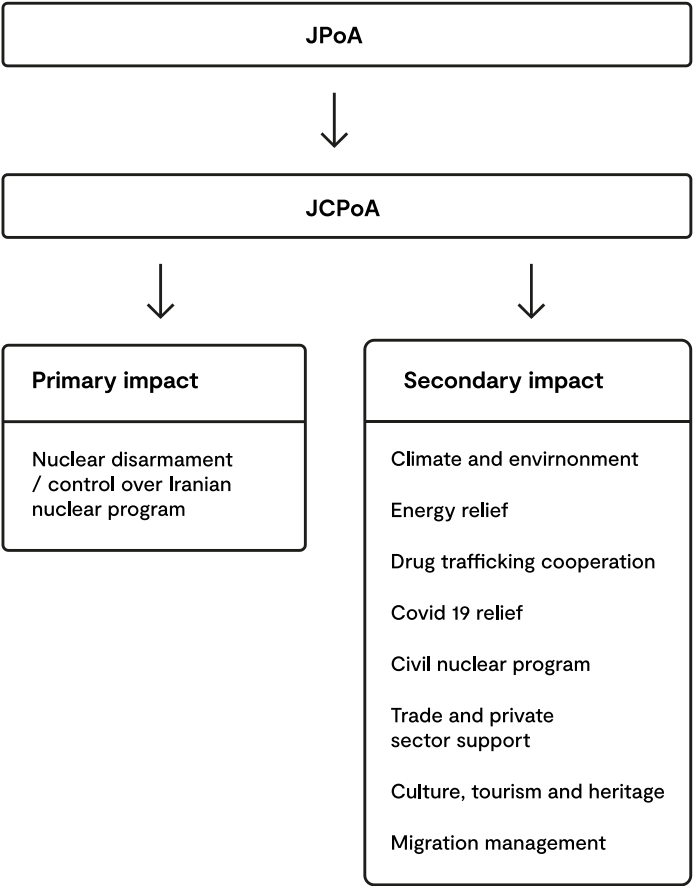 JPoA
JCPoA
Primary impact
Nuclear disarmament
/ control over Iranian
nuclear program
Secondary impact
Climate and envirnonment
Energy relief
Drug trafficking cooperation
Covid 19 relief
Civil nuclear program
Trade and private
sector support
Culture, tourism and heritage
Migration management